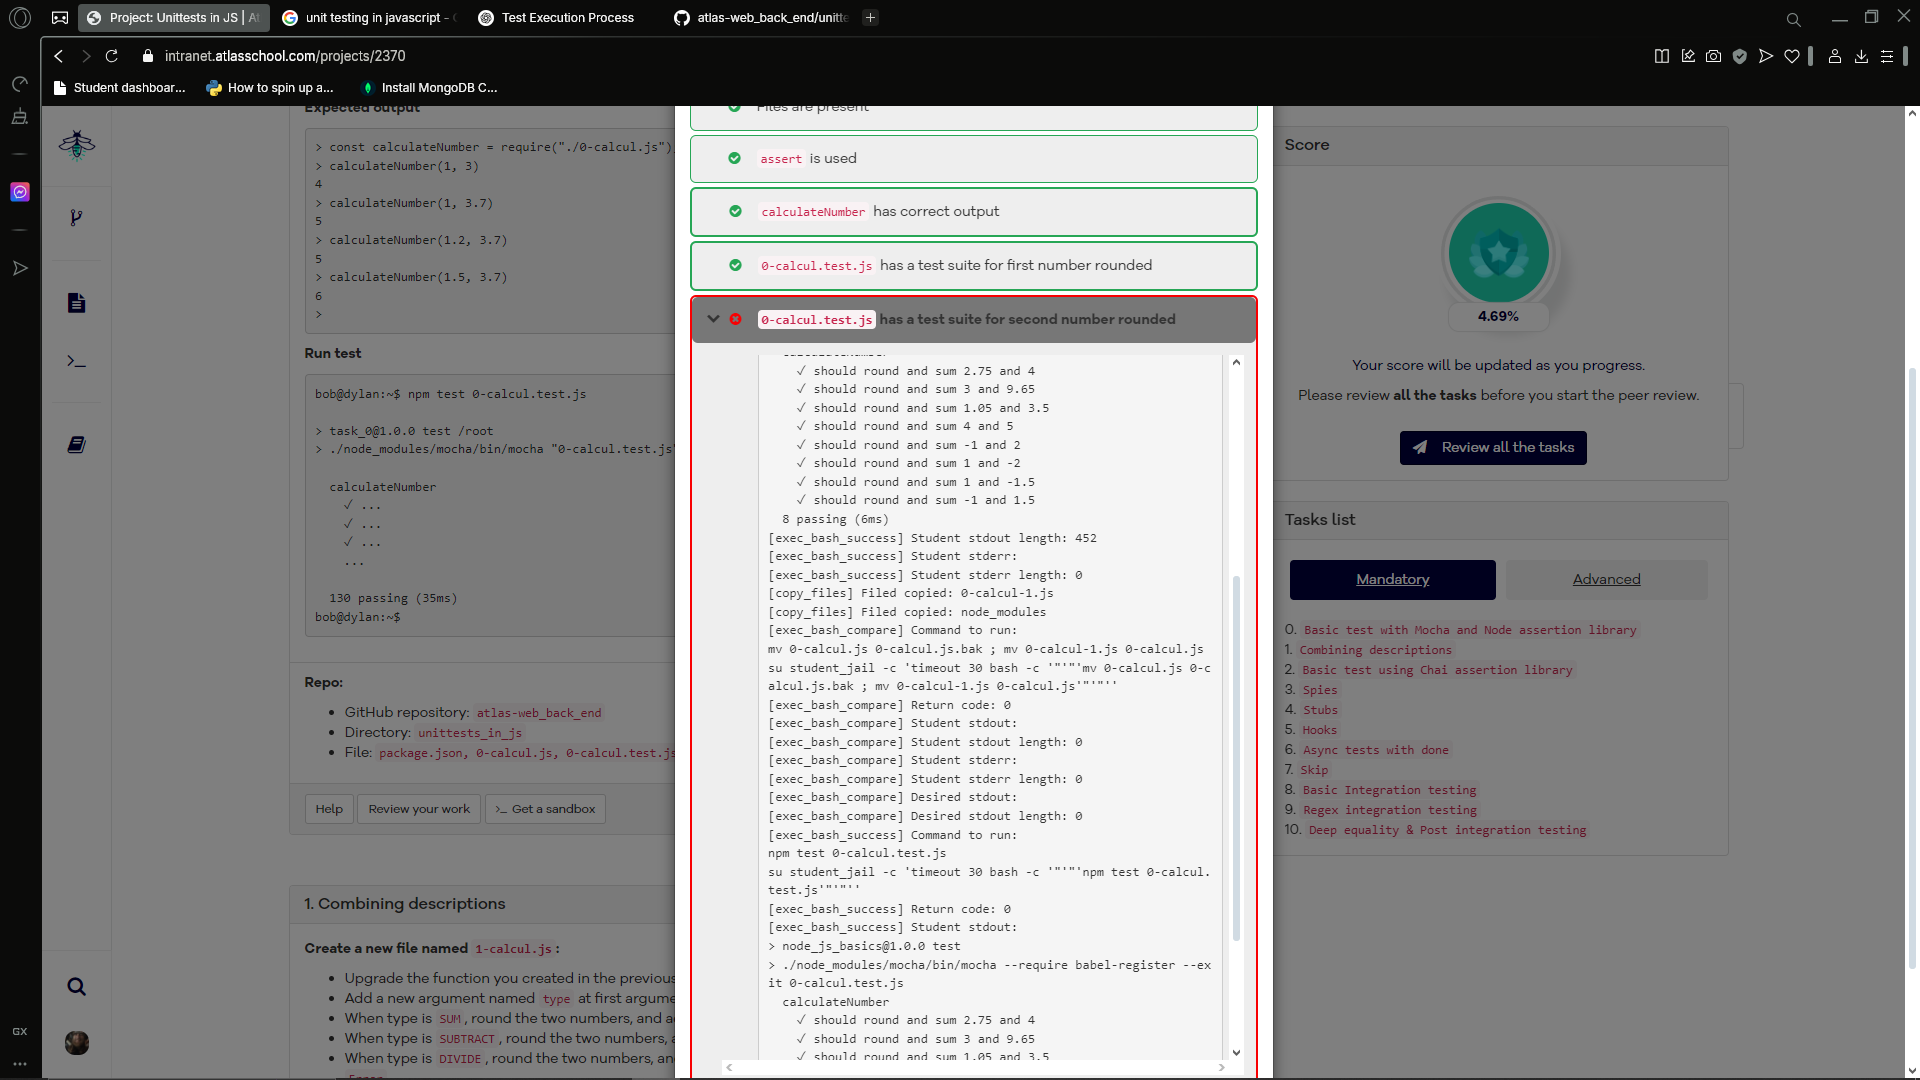 Project: Unittests in JS | At
unit testing in javascript -
Test Execution Process
atlas-web_back_end/unitte
intranet.atlasschool.com/projects/2370
Student dashboar...
How to spin up a...
Install MongoDB C...
Expected output
> const calculateNumber = require("./0-calcul.js")
> calculateNumber(1, 3)
4
> calculateNumber(1, 3.7)
5
> calculateNumber(1.2, 3.7)
5
> calculateNumber(1.5, 3.7)
6
>
Run test
bob@dylan:~$ npm test 0-calcul.test.js
> task_0@1.0.0 test /root
> ./node_modules/mocha/bin/mocha "0-calcul.test.js"
calculateNumber
✓ ...
✓ ...
✓ ...
...
130 passing (35ms)
bob@dylan:~$
Repo:
• GitHub repository: atlas-web_back_end
• Directory: unittests_in_js
• File: package.json, 0-calcul.js, 0-calcul.test.js
Help
Review your work
>_ Get a sandbox
1. Combining descriptions
Create a new file named 1-calcul.js:
• Upgrade the function you created in the previous
• Add a new argument named type at first argume
• When type is SUM, round the two numbers, and a
• When type is SUBTRACT, round the two numbers, a
• When type is DIVIDE, round the two numbers, an
Error
Files are present
assert is used
calculateNumber has correct output
0-calcul.test.js has a test suite for first number rounded
0-calcul.test.js has a test suite for second number rounded
calculateNumber
✓ should round and sum 2.75 and 4
✓ should round and sum 3 and 9.65
✓ should round and sum 1.05 and 3.5
✓ should round and sum 4 and 5
✓ should round and sum -1 and 2
✓ should round and sum 1 and -2
✓ should round and sum 1 and -1.5
✓ should round and sum -1 and 1.5
8 passing (6ms)
[exec_bash_success] Student stdout length: 452
[exec_bash_success] Student stderr:
[exec_bash_success] Student stderr length: 0
[copy_files] Filed copied: 0-calcul-1.js
[copy_files] Filed copied: node_modules
[exec_bash_compare] Command to run:
mv 0-calcul.js 0-calcul.js.bak ; mv 0-calcul-1.js 0-calcul.js
su student_jail -c 'timeout 30 bash -c '"'"'mv 0-calcul.js 0-c
alcul.js.bak ; mv 0-calcul-1.js 0-calcul.js'"'"''
[exec_bash_compare] Return code: 0
[exec_bash_compare] Student stdout:
[exec_bash_compare] Student stdout length: 0
[exec_bash_compare] Student stderr:
[exec_bash_compare] Student stderr length: 0
[exec_bash_compare] Desired stdout:
[exec_bash_compare] Desired stdout length: 0
[exec_bash_success] Command to run:
npm test 0-calcul.test.js
su student_jail -c 'timeout 30 bash -c '"'"'npm test 0-calcul.
test.js'"'"''
[exec_bash_success] Return code: 0
[exec_bash_success] Student stdout:
> node_js_basics@1.0.0 test
> ./node_modules/mocha/bin/mocha --require babel-register --ex
it 0-calcul.test.js
calculateNumber
✓ should round and sum 2.75 and 4
✓ should round and sum 3 and 9.65
✓ should round and sum 1.05 and 3.5
Score
4.69%
Your score will be updated as you progress.
Please review all the tasks before you start the peer review.
Review all the tasks
Tasks list
Mandatory
Advanced
0. Basic test with Mocha and Node assertion library
1. Combining descriptions
2. Basic test using Chai assertion library
3. Spies
4. Stubs
5. Hooks
6. Async tests with done
7. Skip
8. Basic Integration testing
9. Regex integration testing
10. Deep equality & Post integration testing
GX